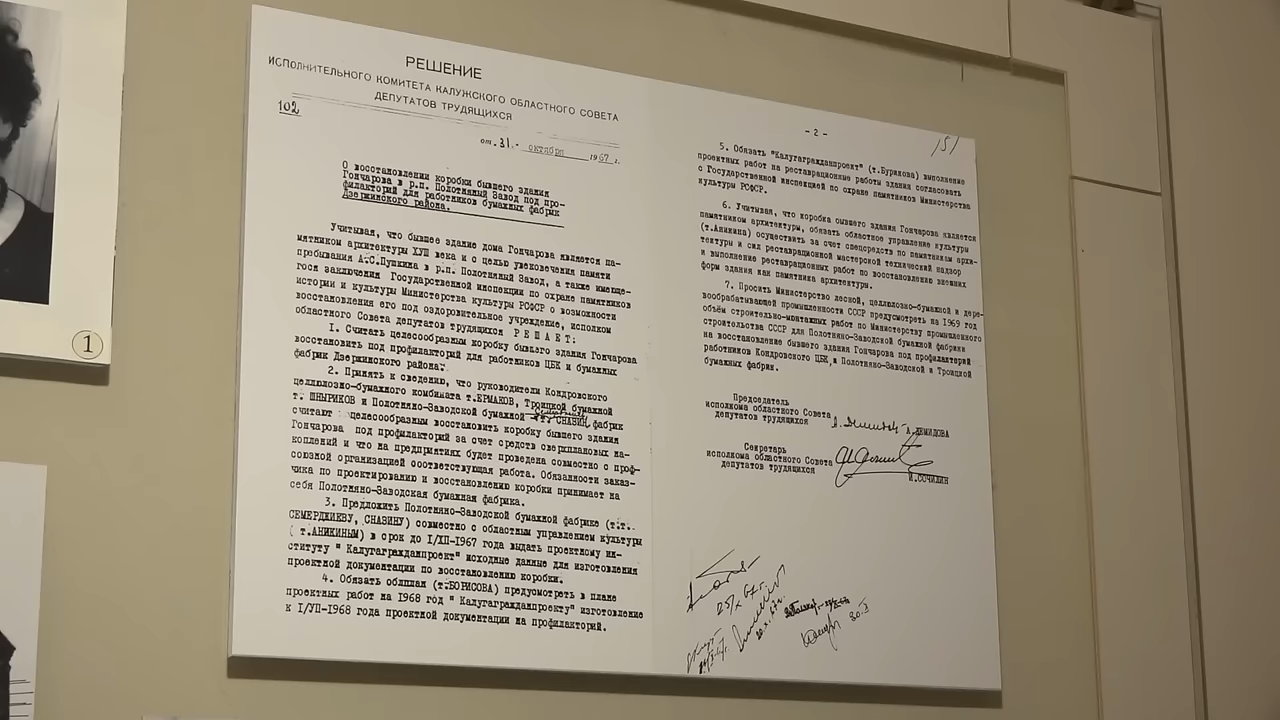 РЕШЕНИЕ
ИСПОЛНИТЕЛЬНОГО КОМИТЕТА КАЛУЖСКОГО ОБЛАСТНОГО СОВЕТА
ДЕПУТАТОВ ТРУДЯЩИХСЯ
102
от 31 октября 1967 г.
О восстановлении коробки бывшего здания
Гончарова в р.п. Полотняный Завод под про-
филакторий для работников бумажных фабрик
Дзержинского района.
Учитывая, что бывшее здание дома Гончарова является па-
мятником архитектуры ХУШ века и с целью увековечения памяти
пребывания А.С.Пушкина в р.п. Полотняный Завод, а также имеюще-
гося заключения Государственной инспекции по охране памятников
истории и культуры Министерства культуры РСФСР о возможности
восстановления его под оздоровительное учреждение, исполком
областного Совета депутатов трудящихся Р Е Ш А Е Т:
I. Считать целесообразным коробку бывшего здания Гончарова
восстановить под профилакторий для работников ЦБК и бумажных
фабрик Дзержинского района.
2. Принять к сведению, что руководители Кондровского
целлюлозно-бумажного комбината т.ЕРМАКОВ, Троицкой бумажной
т. ШНУРИКОВ и Полотняно-Заводской бумажной т. СНАЗИН фабрик
считают целесообразным восстановить коробку бывшего здания
Гончарова под профилакторий за счет средств сверхплановых на-
коплений и что на предприятиях будет проведена совместно с проф-
союзной организацией соответствующая работа. Обязанности заказ-
чика по проектированию и восстановлению коробки принимает на
себя Полотняно-Заводская бумажная фабрика.
3. Предложить Полотняно-Заводской бумажной фабрике (т.т.
СЕМЕРДЖИЕВУ, СНАЗИНУ) совместно с областным управлением культуры
( т.АНИКИНЫМ) в срок до I/ХП-1967 года выдать проектному ин-
ституту " Калугагражданпроект" исходные данные для изготовления
проектной документации по восстановлению коробки.
4. Обязать облплан (т.БОРИСОВА) предусмотреть в плане
проектных работ на 1968 год " Калугагражданпроекту" изготовление
к I/УП-1968 года проектной документации на профилакторий.
- 2 -
5. Обязать "Калугагражданпроект" (т.Бурикова) выполнение
проектных работ на реставрационные работы здания согласовать
с Государственной инспекцией по охране памятников Министерства
культуры РСФСР.
6. Учитывая, что коробка бывшего здания Гончарова является
памятником архитектуры, обязать областное управление культуры
(т.Аникина) осуществить за счет спецсредств по памятникам архи-
тектуры и сил реставрационной мастерской технический надзор
и выполнение реставрационных работ по восстановлению внешних
форм здания как памятника архитектуры.
7. Просить Министерство лесной, целлюлозно-бумажной и дере-
вообрабатывающей промышленности СССР предусмотреть на 1969 год
объём строительно-монтажных работ по Министерству промышленного
строительства СССР для Полотняно-Заводской бумажной фабрики
на восстановление бывшего здания Гончарова под профилакторий
работников Кондровского ЦБК, Полотняно-Заводской и Троицкой
бумажных фабрик.
Председатель
исполкома областного Совета
депутатов трудящихся А.ДЕМИДОВА
Секретарь
исполкома областного Совета
депутатов трудящихся И.СОЧИЛИН
1